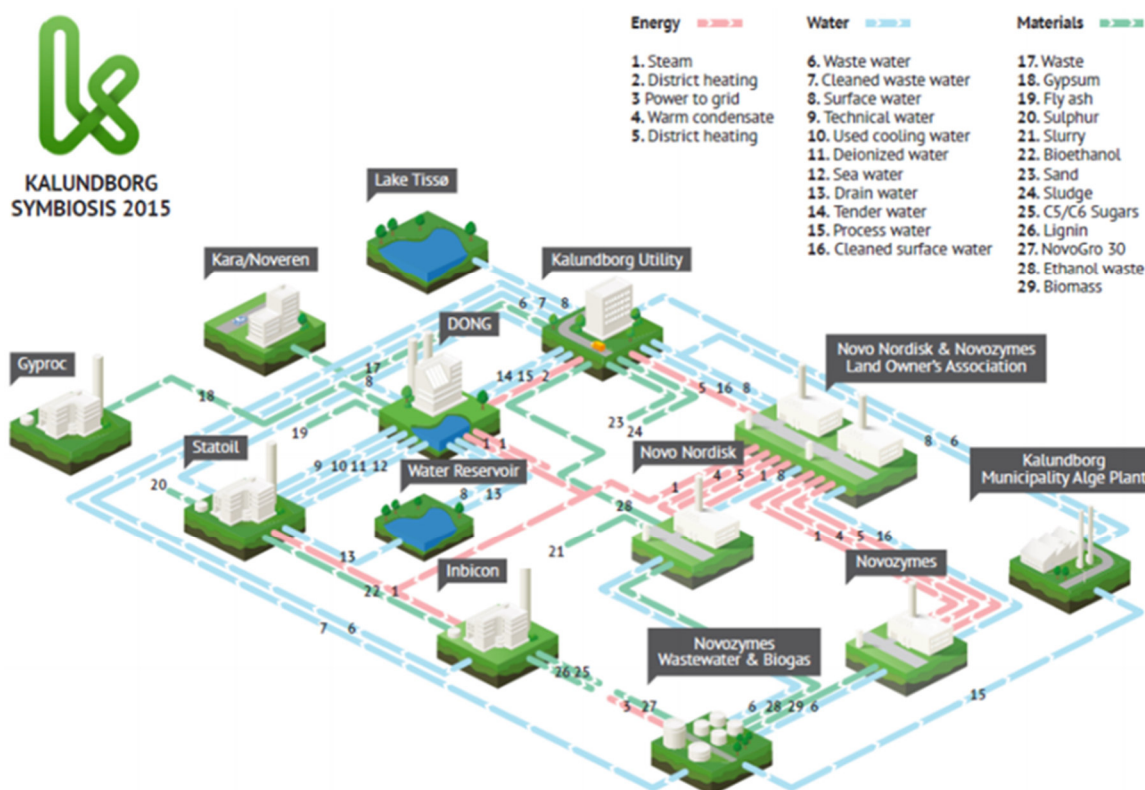 KALUNDBORG
SYMBIOSIS 2015
Energy
1. Steam
2. District heating
3 Power to grid
4. Warm condensate
5. District heating
Water
6. Waste water
7. Cleaned waste water
8. Surface water
9. Technical water
10. Used cooling water
11. Deionized water
12. Sea water
13. Drain water
14. Tender water
15. Process water
16. Cleaned surface water
Materials
17. Waste
18. Gypsum
19. Fly ash
20. Sulphur
21. Slurry
22. Bioethanol
23. Sand
24. Sludge
25. C5/C6 Sugars
26. Lignin
27. NovoGro 30
28. Ethanol waste
29. Biomass
Lake Tissø
Kara/Noveren
Kalundborg Utility
6 7 8
DONG
Gyproc
17
8
14 15 2
Novo Nordisk & Novozymes
Land Owner's Association
5 16 8
18
19
23
24
Statoil
1 1
8 6
9 10 11 12
Water Reservoir
Novo Nordisk
Kalundborg
Municipality Alge Plant
20
8 13
1 4 5 1 8
28
21
13
1 4 5 16
Inbicon
Novozymes
22 1
7 6
Novozymes
Wastewater & Biogas
26 25
15
3 27
6 28 29 6